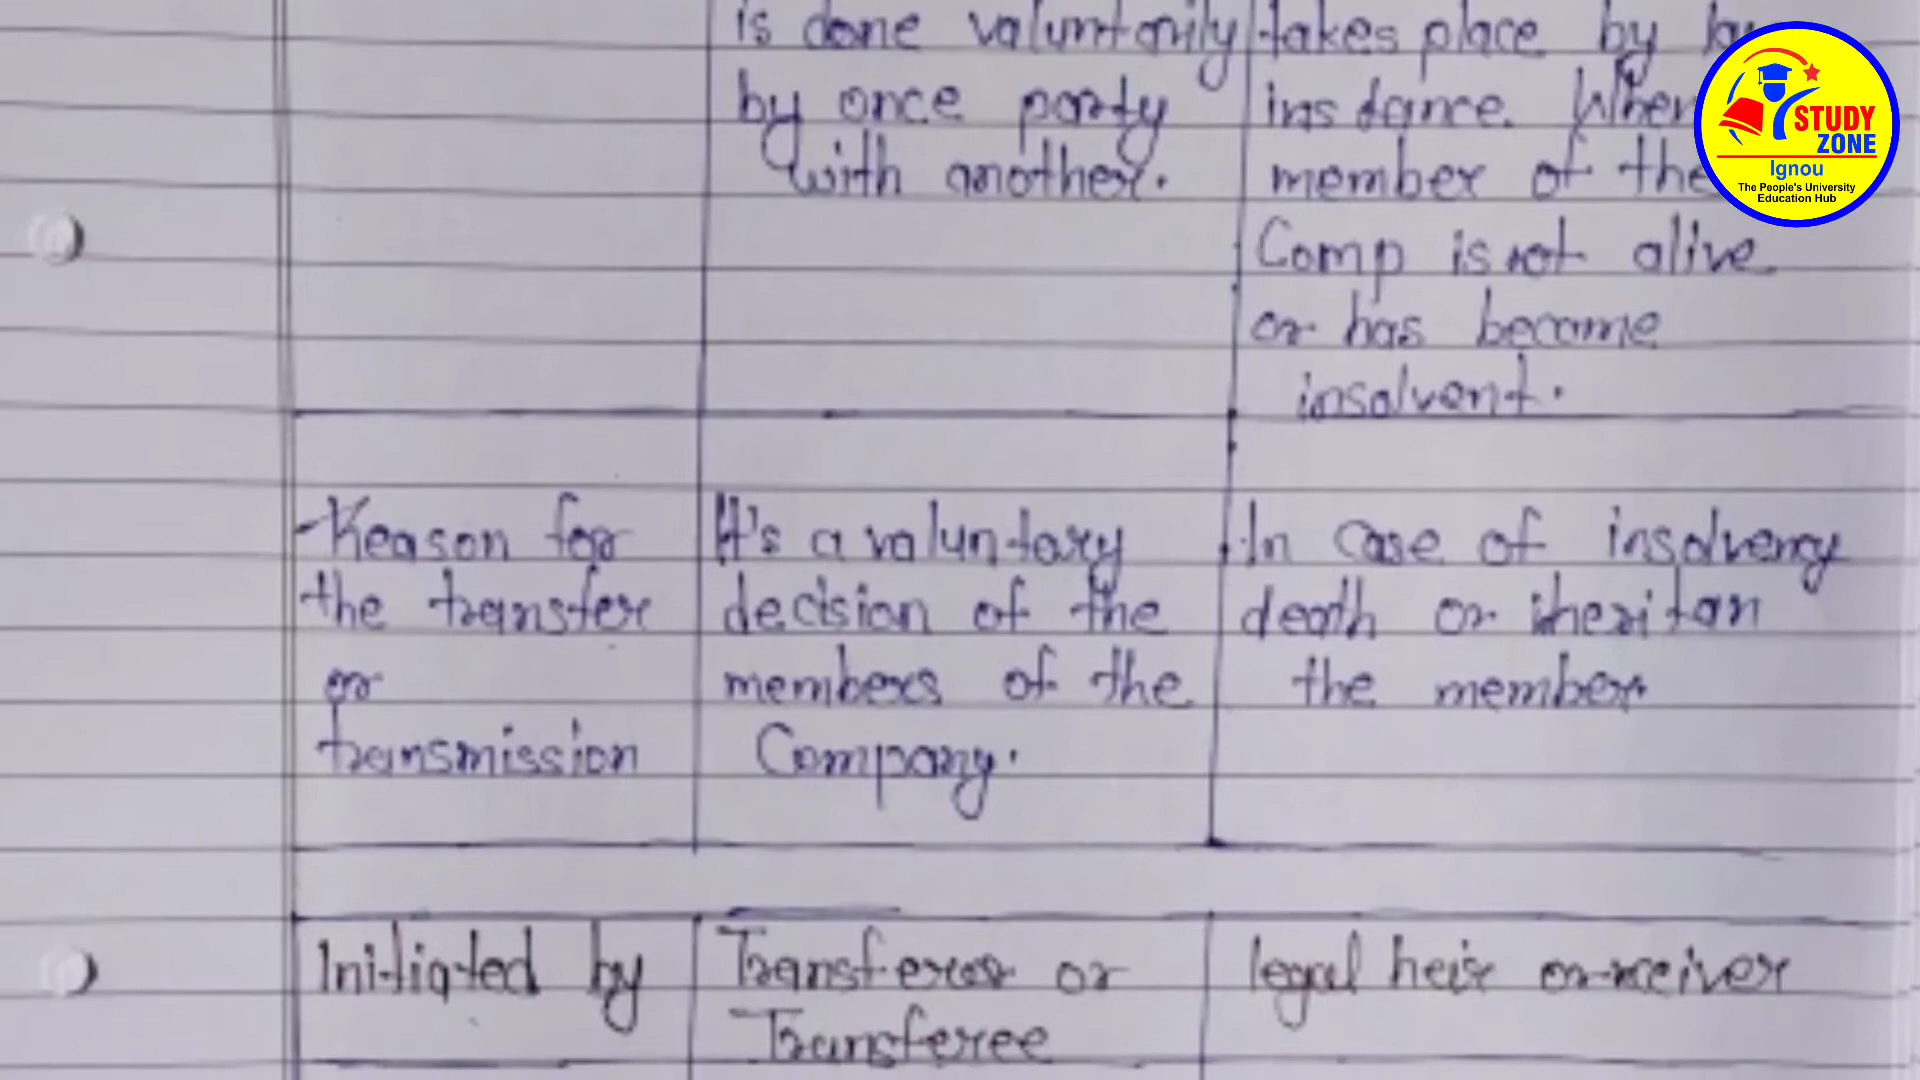 is done voluntarily
by once party
with another.
takes place by
instance. When
member of the
Comp is not alive
or has become
insolvent.
Reason for
the transfer
or
transmission
It's a voluntary
decision of the
members of the
Company.
In case of insolvency
death or iheritan
the member
Initiated by
Transferor or
Transferee
legal heir or reciver
STUDY
ZONE
Ignou
The People's University
Education Hub